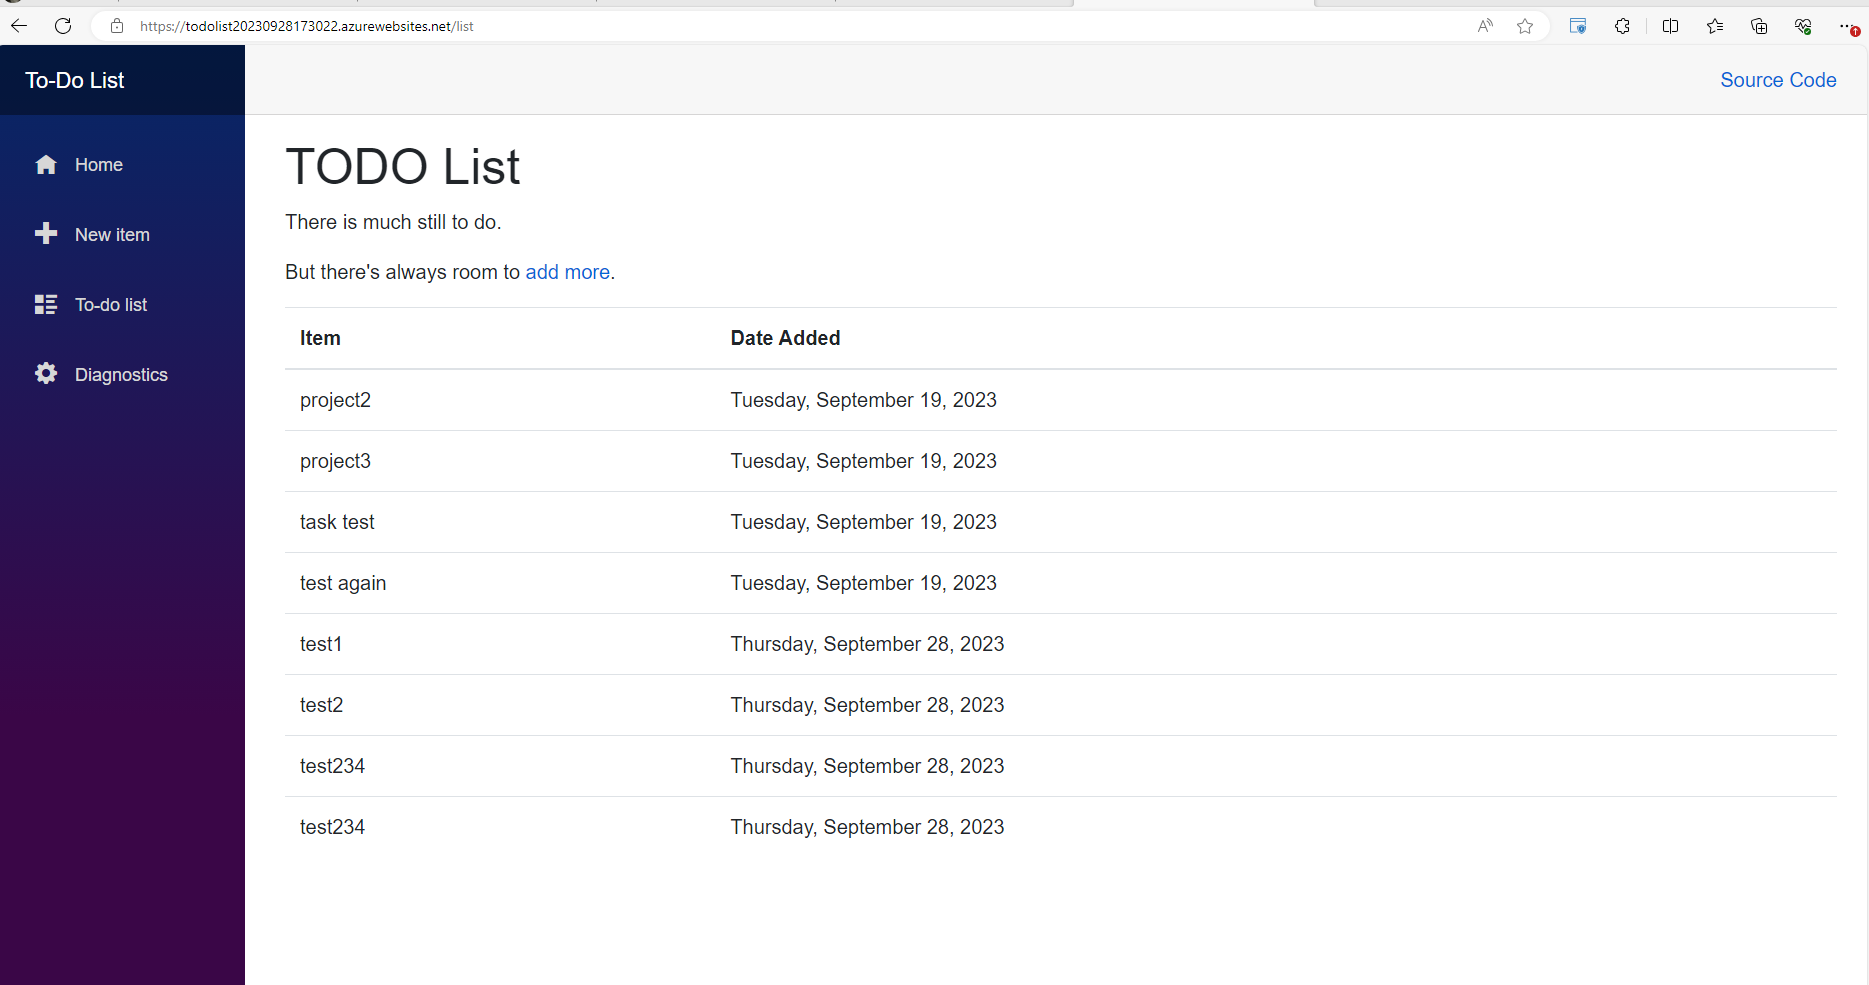 https://todolist20230928173022.azurewebsites.net/list
To-Do List
Source Code
Home
New item
To-do list
Diagnostics
TODO List
There is much still to do.
But there's always room to add more.
Item Date Added
project2 Tuesday, September 19, 2023
project3 Tuesday, September 19, 2023
task test Tuesday, September 19, 2023
test again Tuesday, September 19, 2023
test1 Thursday, September 28, 2023
test2 Thursday, September 28, 2023
test234 Thursday, September 28, 2023
test234 Thursday, September 28, 2023